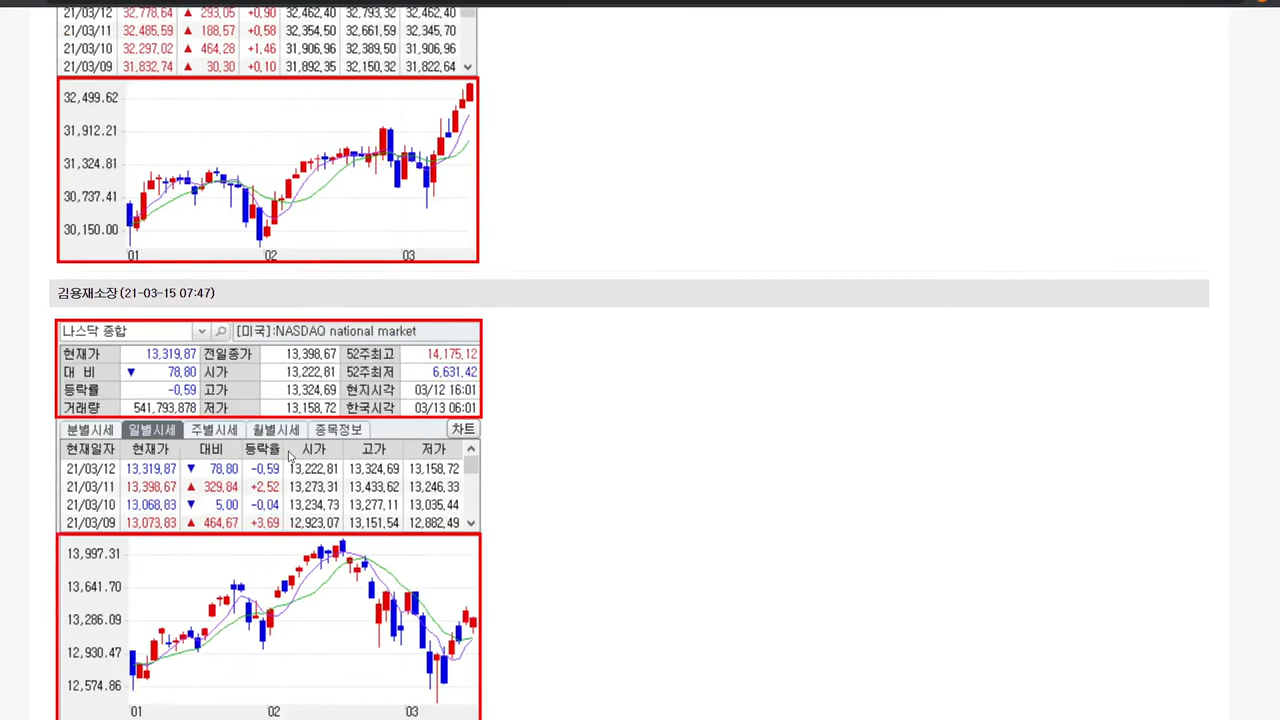 21/03/12 32,778.64 ▲ 293.05 +0.90 32,462.40 32,793.32 32,462.40
21/03/11 32,485.59 ▲ 188.57 +0.58 32,354.50 32,661.59 32,345.70
21/03/10 32,297.02 ▲ 464.28 +1.46 31,906.96 32,389.50 31,906.96
21/03/09 31,832.74 ▲ 30.30 +0.10 31,892.35 32,150.32 31,822.64
32,499.62
31,912.21
31,324.81
30,737.41
30,150.00
01 02 03
김용재소장 (21-03-15 07:47)
나스닥 종합 [미국]:NASDAQ national market
현재가 13,319.87 전일종가 13,398.67 52주최고 14,175.12
대 비 ▼ 78.80 시가 13,222.81 52주최저 6,631.42
등락률 -0.59 고가 13,324.69 현지시각 03/12 16:01
거래량 541,793,878 저가 13,158.72 한국시각 03/13 06:01
분별시세 일별시세 주별시세 월별시세 종목정보 차트
현재일자 현재가 대비 등락율 시가 고가 저가
21/03/12 13,319.87 ▼ 78.80 -0.59 13,222.81 13,324.69 13,158.72
21/03/11 13,398.67 ▲ 329.84 +2.52 13,273.31 13,433.62 13,246.33
21/03/10 13,068.83 ▼ 5.00 -0.04 13,234.73 13,277.11 13,035.44
21/03/09 13,073.83 ▲ 464.67 +3.69 12,923.07 13,151.54 12,882.49
13,997.31
13,641.70
13,286.09
12,930.47
12,574.86
01 02 03